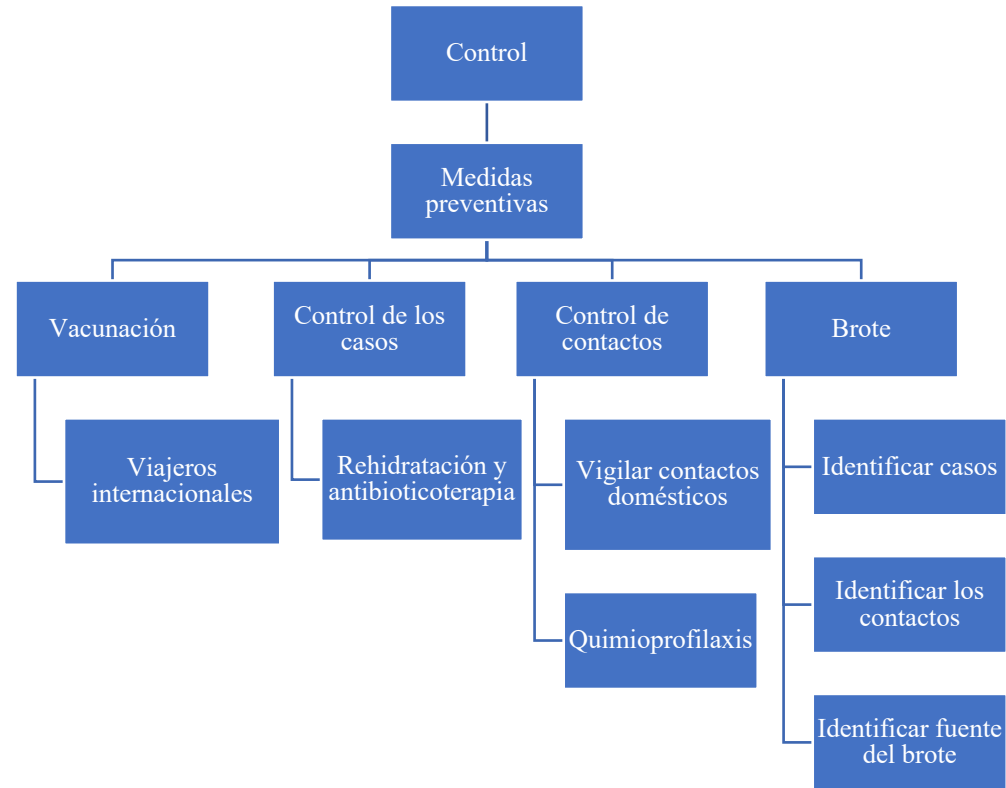 Control
Medidas
preventivas
Vacunación
Control de los
casos
Control de
contactos
Brote
Viajeros
internacionales
Rehidratación y
antibioticoterapia
Vigilar contactos
domésticos
Quimioprofilaxis
Identificar casos
Identificar los
contactos
Identificar fuente
del brote